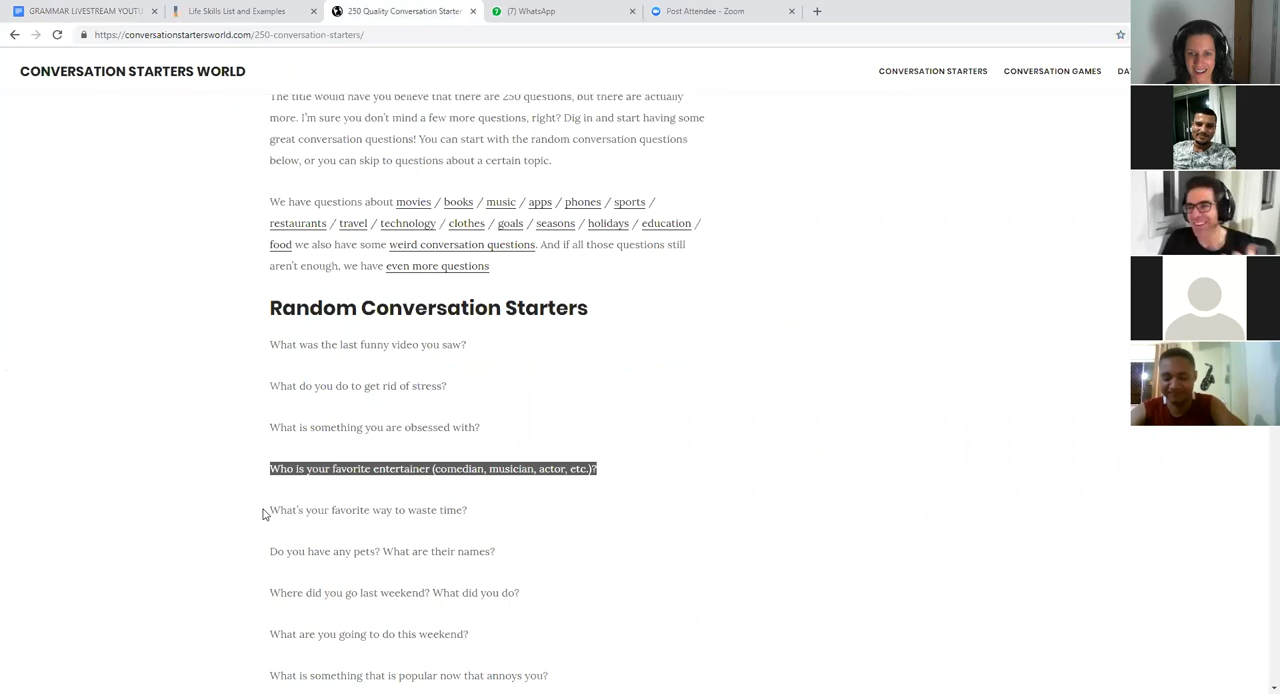 GRAMMAR LIVESTREAM YOUTU
Life Skills List and Examples
250 Quality Conversation Starter
(7) WhatsApp
Post Attendee - Zoom
https://conversationstartersworld.com/250-conversation-starters/
CONVERSATION STARTERS WORLD
CONVERSATION STARTERS
CONVERSATION GAMES
DA
The title would have you believe that there are 250 questions, but there are actually
more. I'm sure you don't mind a few more questions, right? Dig in and start having some
great conversation questions! You can start with the random conversation questions
below, or you can skip to questions about a certain topic.
We have questions about movies / books / music / apps / phones / sports /
restaurants / travel / technology / clothes / goals / seasons / holidays / education /
food we also have some weird conversation questions. And if all those questions still
aren't enough, we have even more questions
Random Conversation Starters
What was the last funny video you saw?
What do you do to get rid of stress?
What is something you are obsessed with?
Who is your favorite entertainer (comedian, musician, actor, etc.)?
What's your favorite way to waste time?
Do you have any pets? What are their names?
Where did you go last weekend? What did you do?
What are you going to do this weekend?
What is something that is popular now that annoys you?